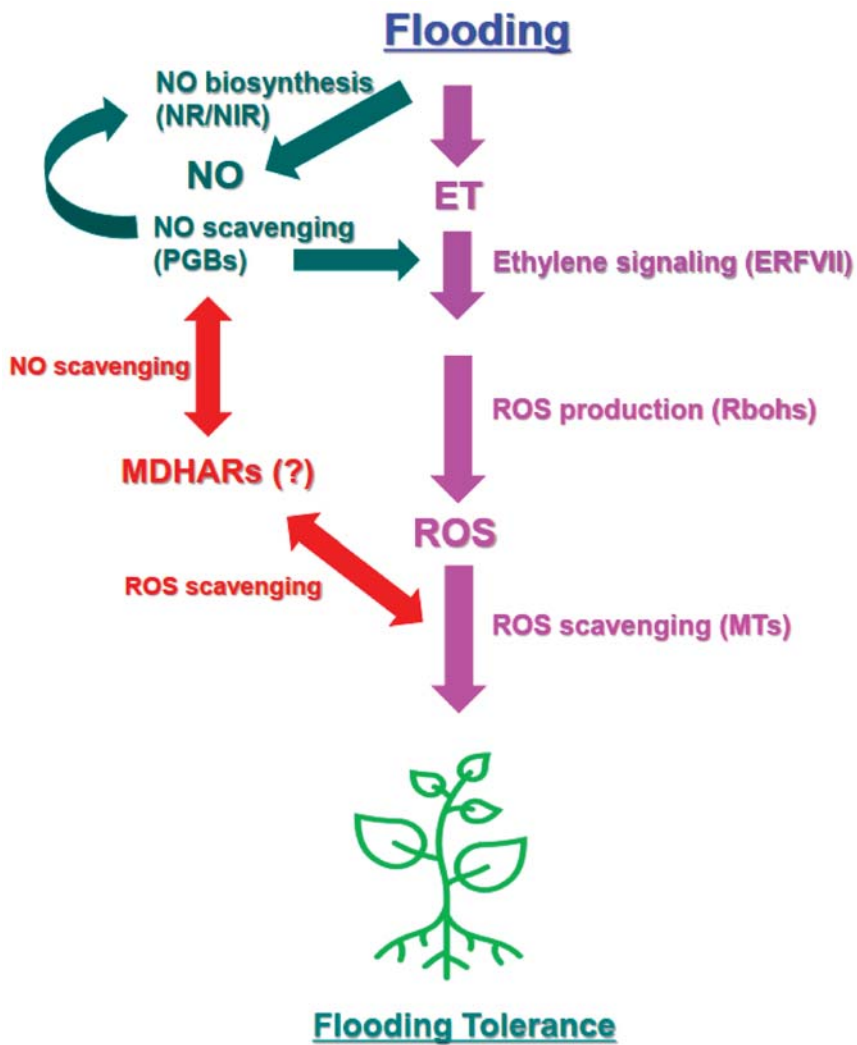 Flooding
NO biosynthesis
(NR/NIR)
NO
ET
NO scavenging
(PGBs)
Ethylene signaling (ERFVII)
NO scavenging
ROS production (Rbohs)
MDHARs (?)
ROS
ROS scavenging
ROS scavenging (MTs)
Flooding Tolerance